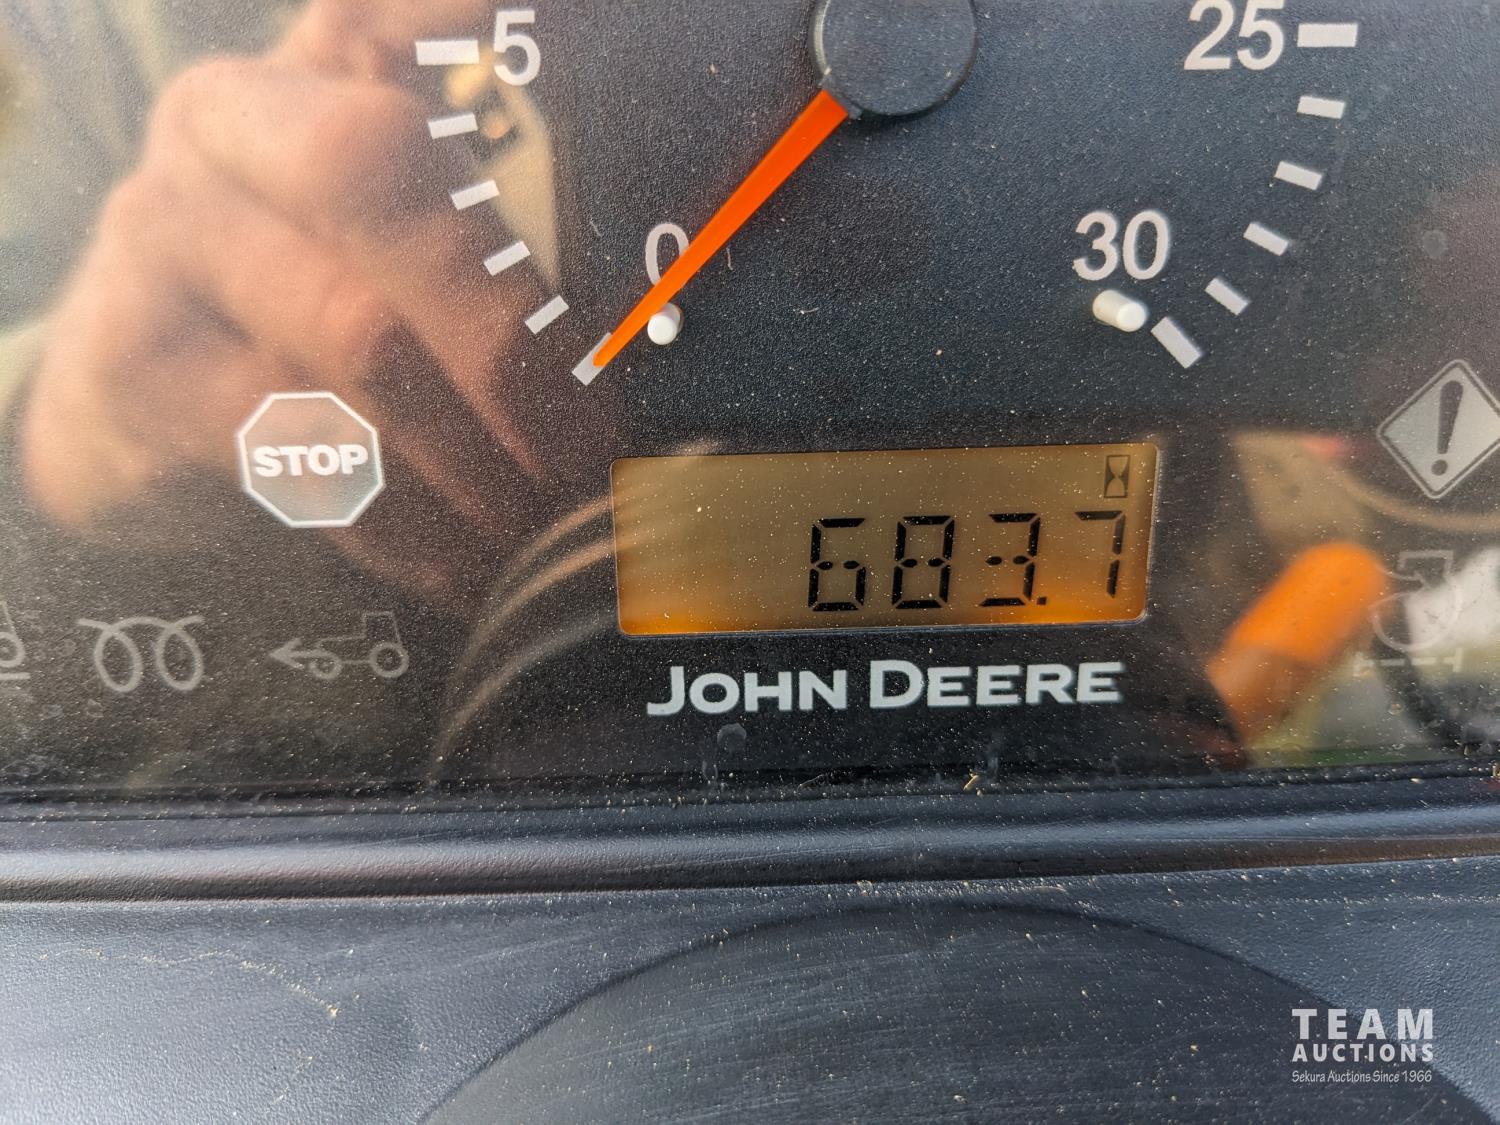 5
25
0
30
STOP
!
683.7
JOHN DEERE
TEAM
AUCTIONS
Sekura Auctions Since 1966